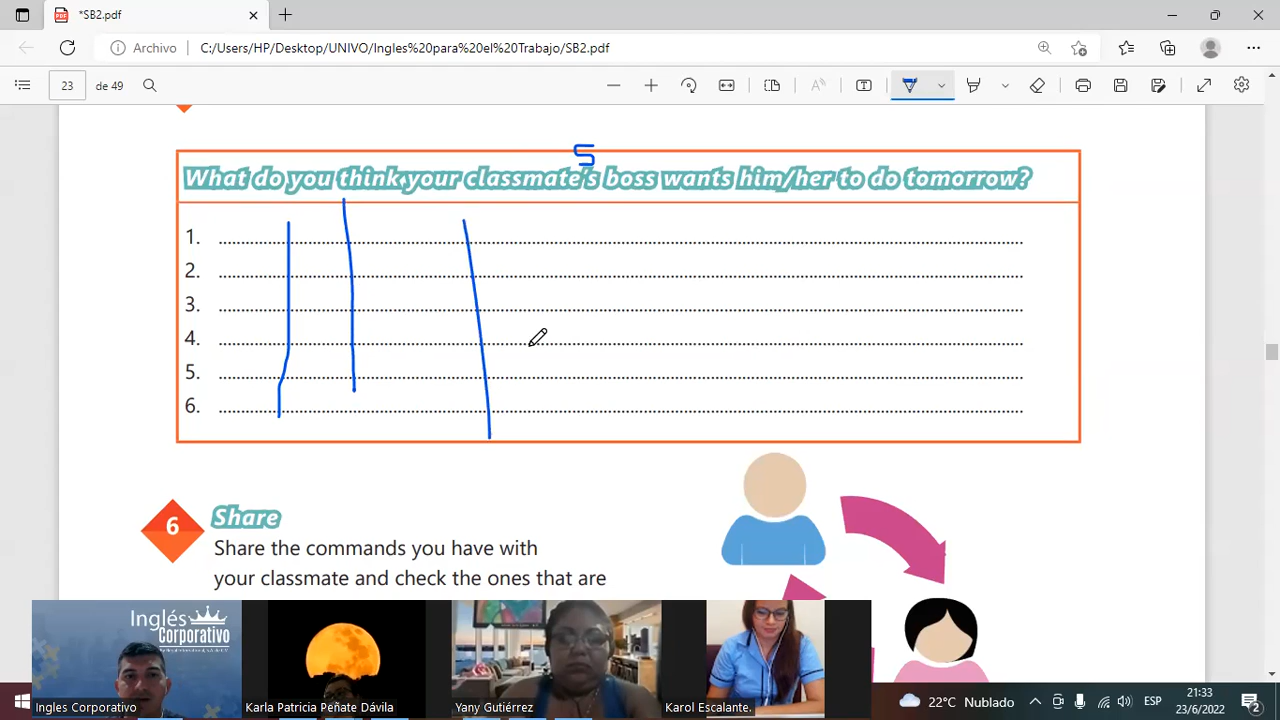 *SB2.pdf
Archivo
C:/Users/HP/Desktop/UNIVO/Ingles%20para%20el%20Trabajo/SB2.pdf
23
de 49
5
What do you think your classmate's boss wants him/her to do tomorrow?
1. ........................................
2. ........................................
3. ........................................
4. ........................................
5. ........................................
6. ........................................
6
Share
Share the commands you have with
your classmate and check the ones that are
Inglés
Corporativo
Ingles Corporativo
Karla Patricia Peñate Dávila
Yany Gutiérrez
Karol Escalante.
22°C Nublado
ESP
21:33
23/6/2022
2